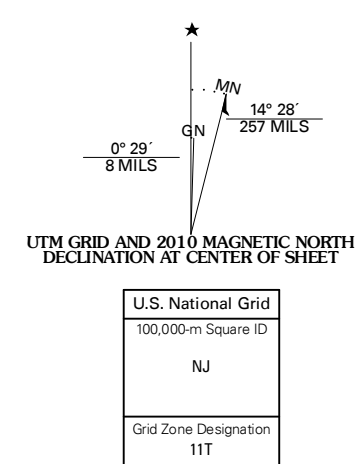 MN
14° 28´
257 MILS
GN
0° 29´
8 MILS
UTM GRID AND 2010 MAGNETIC NORTH
DECLINATION AT CENTER OF SHEET
U.S. National Grid
100,000-m Square ID
NJ
Grid Zone Designation
11T